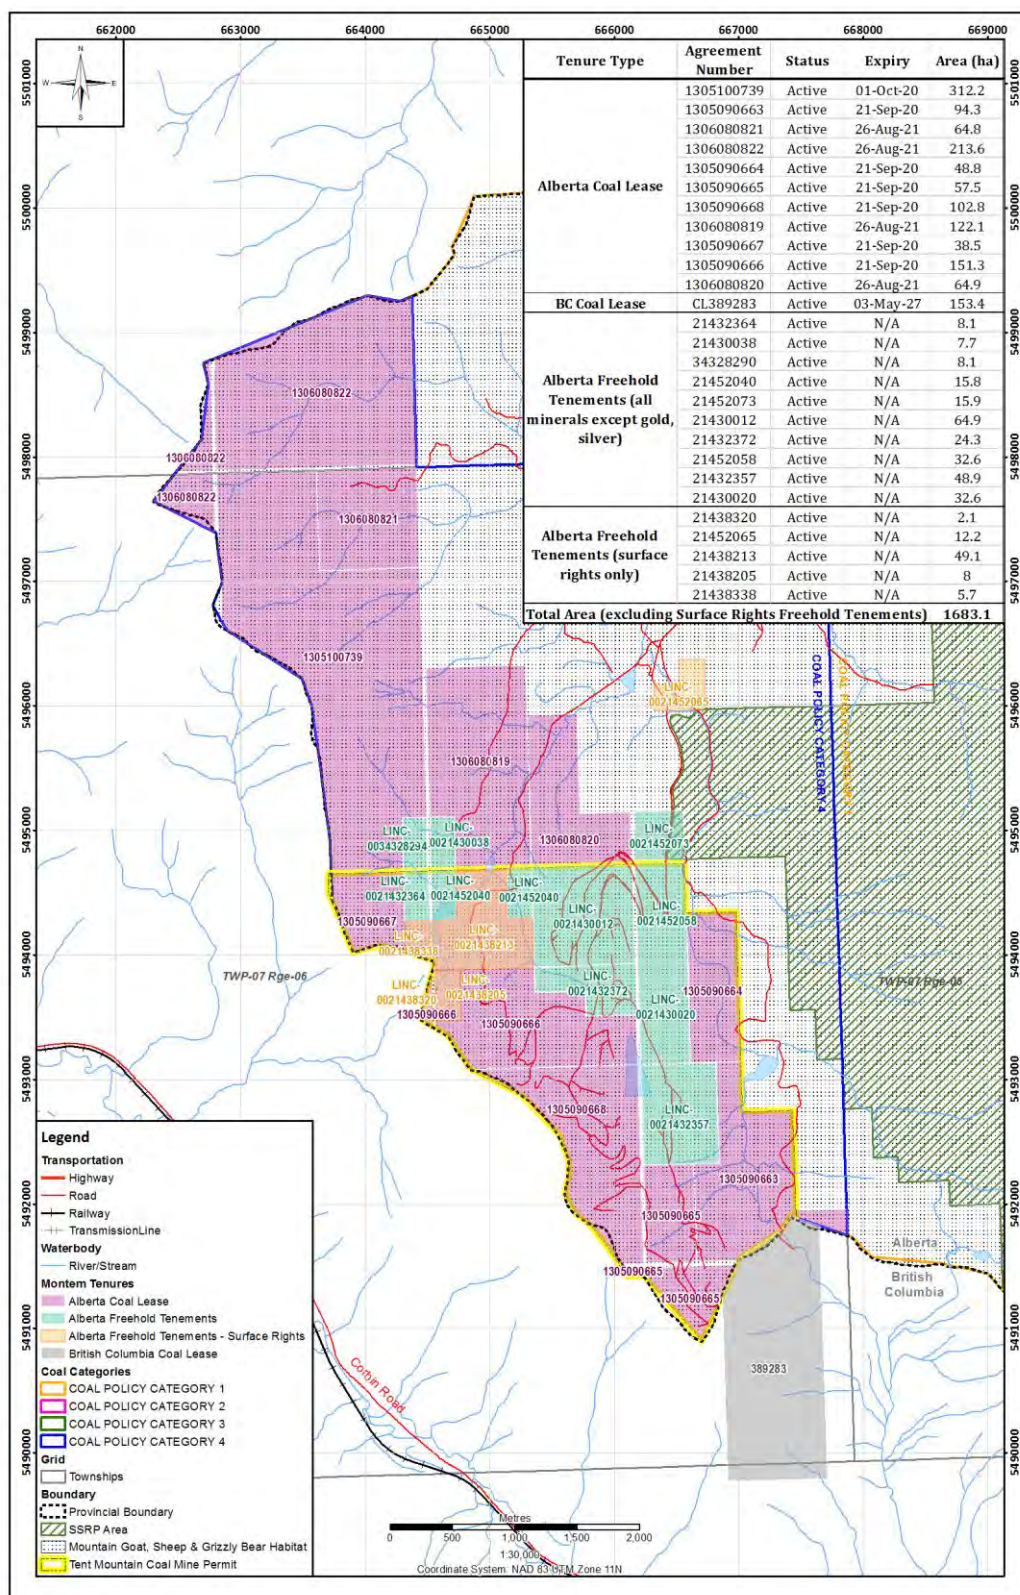 662000 663000 664000 665000 666000 667000 668000 669000
N
W E
S
5501000
5500000
5499000
5498000
5497000
5496000
5495000
5494000
5493000
5492000
5491000
5490000
Tenure Type Agreement Number Status Expiry Area (ha)
Alberta Coal Lease
1305100739 Active 01-Oct-20 312.2
1305090663 Active 21-Sep-20 94.3
1306080821 Active 26-Aug-21 64.8
1306080822 Active 26-Aug-21 213.6
1305090664 Active 21-Sep-20 48.8
1305090665 Active 21-Sep-20 57.5
1305090668 Active 21-Sep-20 102.8
1306080819 Active 26-Aug-21 122.1
1305090667 Active 21-Sep-20 38.5
1305090666 Active 21-Sep-20 151.3
1306080820 Active 26-Aug-21 64.9
BC Coal Lease CL389283 Active 03-May-27 153.4
Alberta Freehold
Tenements (all
minerals except gold,
silver)
21432364 Active N/A 8.1
21430038 Active N/A 7.7
34328290 Active N/A 8.1
21452040 Active N/A 15.8
21452073 Active N/A 15.9
21430012 Active N/A 64.9
21432372 Active N/A 24.3
21452058 Active N/A 32.6
21432357 Active N/A 48.9
21430020 Active N/A 32.6
Alberta Freehold
Tenements (surface
rights only)
21438320 Active N/A 2.1
21452065 Active N/A 12.2
21438213 Active N/A 49.1
21438205 Active N/A 8
21438338 Active N/A 5.7
Total Area (excluding Surface Rights Freehold Tenements) 1683.1
1306080822
1306080822
1306080822
1306080821
1305100739
LINC-
0021452065
COAL POLICY CATEGORY 4
1306080819
LINC-
0034328294
LINC-
0021430038
1306080820
LINC-
0021452073
LINC-
0021432364
LINC-
0021452040
LINC-
0021452040
LINC-
0021430012
LINC-
0021452058
1305090667
LINC-
0021438338
LINC-
0021438213
TWP-07 Rge-06
LINC-
0021438320
LINC-
0021438205
LINC-
0021432372
1305090664
TWP-07 Rge-05
1305090666
1305090666
LINC-
0021430020
1305090668
LINC-
0021432357
1305090663
1305090665
1305090665
1305090665
Alberta
British
Columbia
389283
Corbin Road
Legend
Transportation
Highway
Road
Railway
TransmissionLine
Waterbody
River/Stream
Montem Tenures
Alberta Coal Lease
Alberta Freehold Tenements
Alberta Freehold Tenements - Surface Rights
British Columbia Coal Lease
Coal Categories
COAL POLICY CATEGORY 1
COAL POLICY CATEGORY 2
COAL POLICY CATEGORY 3
COAL POLICY CATEGORY 4
Grid
Townships
Boundary
Provincial Boundary
SSRP Area
Mountain Goat, Sheep & Grizzly Bear Habitat
Tent Mountain Coal Mine Permit
Metres
0 500 1,000 1,500 2,000
1:30,000
Coordinate System: NAD 83 UTM Zone 11N